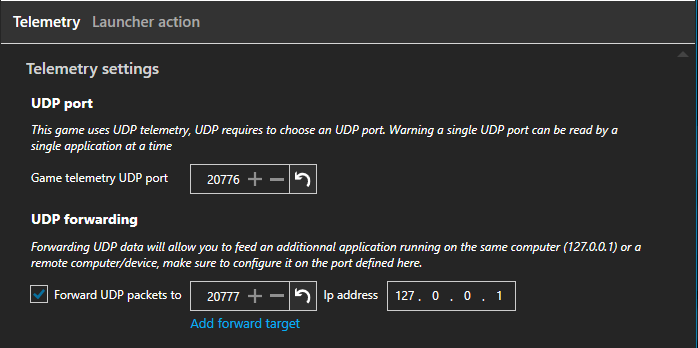 Telemetry Launcher action
Telemetry settings
UDP port
This game uses UDP telemetry, UDP requires to choose an UDP port. Warning a single UDP port can be read by a
single application at a time
Game telemetry UDP port 20776
UDP forwarding
Forwarding UDP data will allow you to feed an additionnal application running on the same computer (127.0.0.1) or a
remote computer/device, make sure to configure it on the port defined here.
Forward UDP packets to 20777 Ip address 127 . 0 . 0 . 1
Add forward target